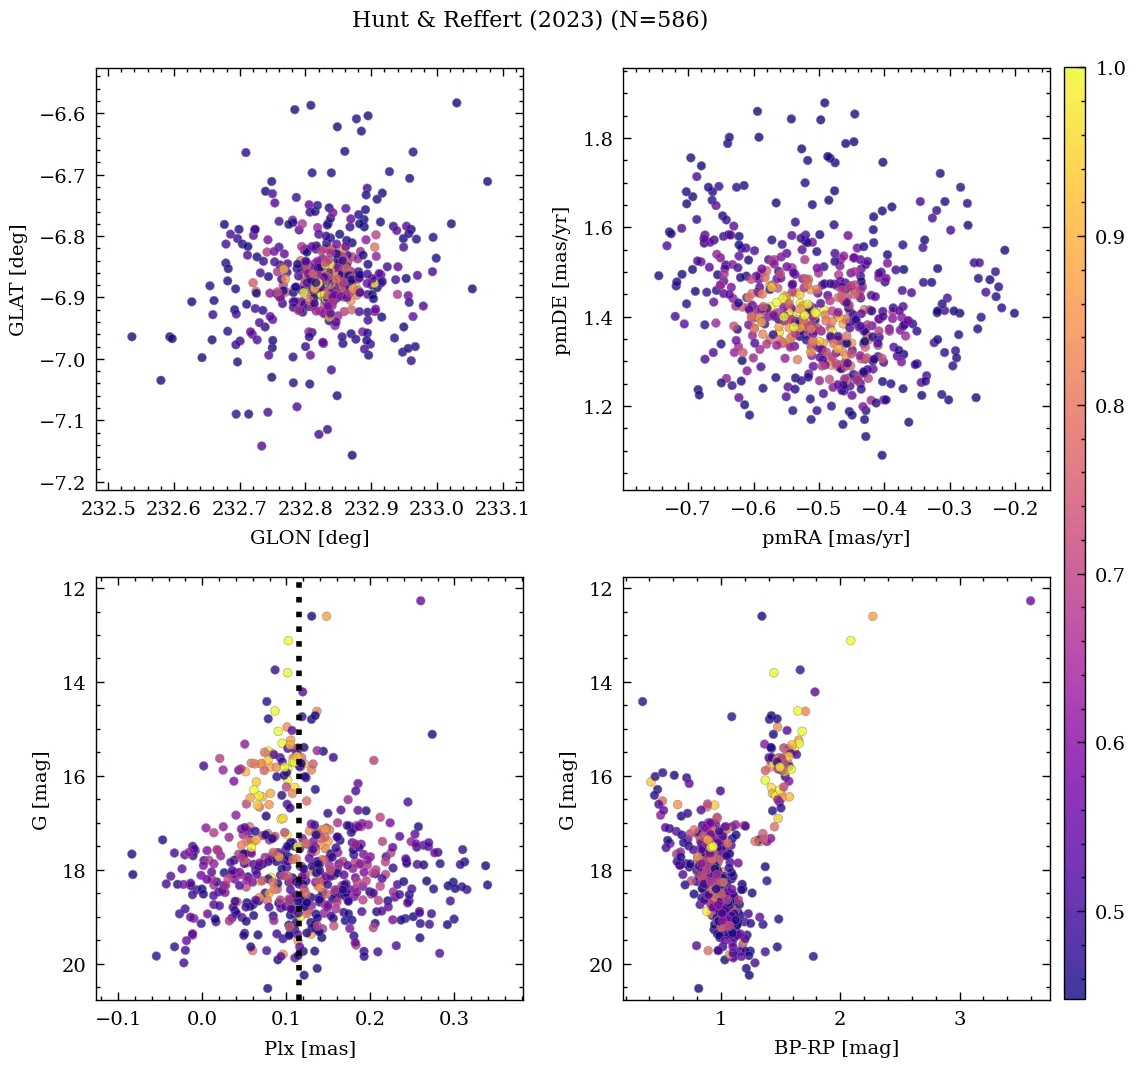 Hunt & Reffert (2023) (N=586)
−6.6
−6.7
−6.8
−6.9
−7.0
−7.1
−7.2
GLAT [deg]
232.5 232.6 232.7 232.8 232.9 233.0 233.1
GLON [deg]
1.8
1.6
1.4
1.2
pmDE [mas/yr]
−0.7 −0.6 −0.5 −0.4 −0.3 −0.2
pmRA [mas/yr]
12
14
16
18
20
G [mag]
−0.1 0.0 0.1 0.2 0.3
Plx [mas]
12
14
16
18
20
G [mag]
1 2 3
BP-RP [mag]
1.0
0.9
0.8
0.7
0.6
0.5